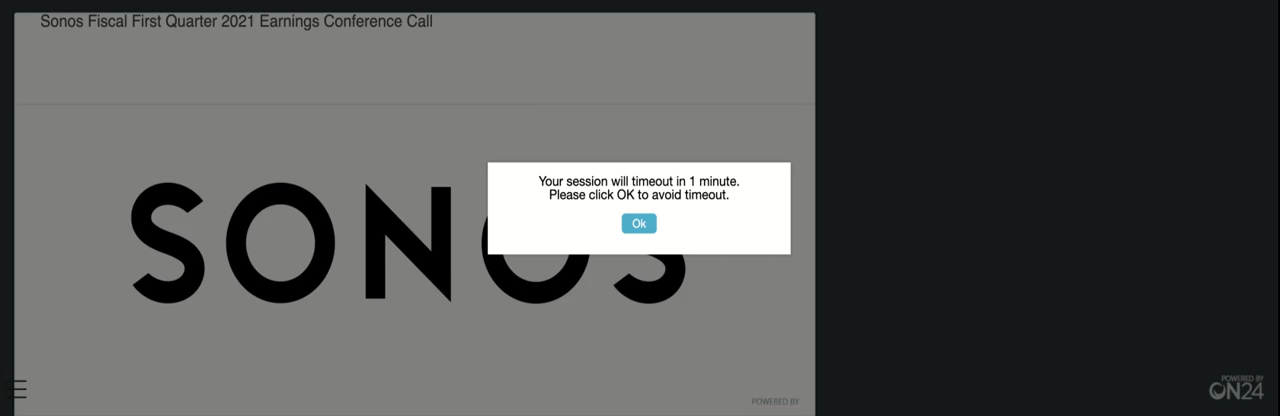 Sonos Fiscal First Quarter 2021 Earnings Conference Call
Your session will timeout in 1 minute.
Please click OK to avoid timeout.
Ok
SONOS
POWERED BY
POWERED BY
ON24